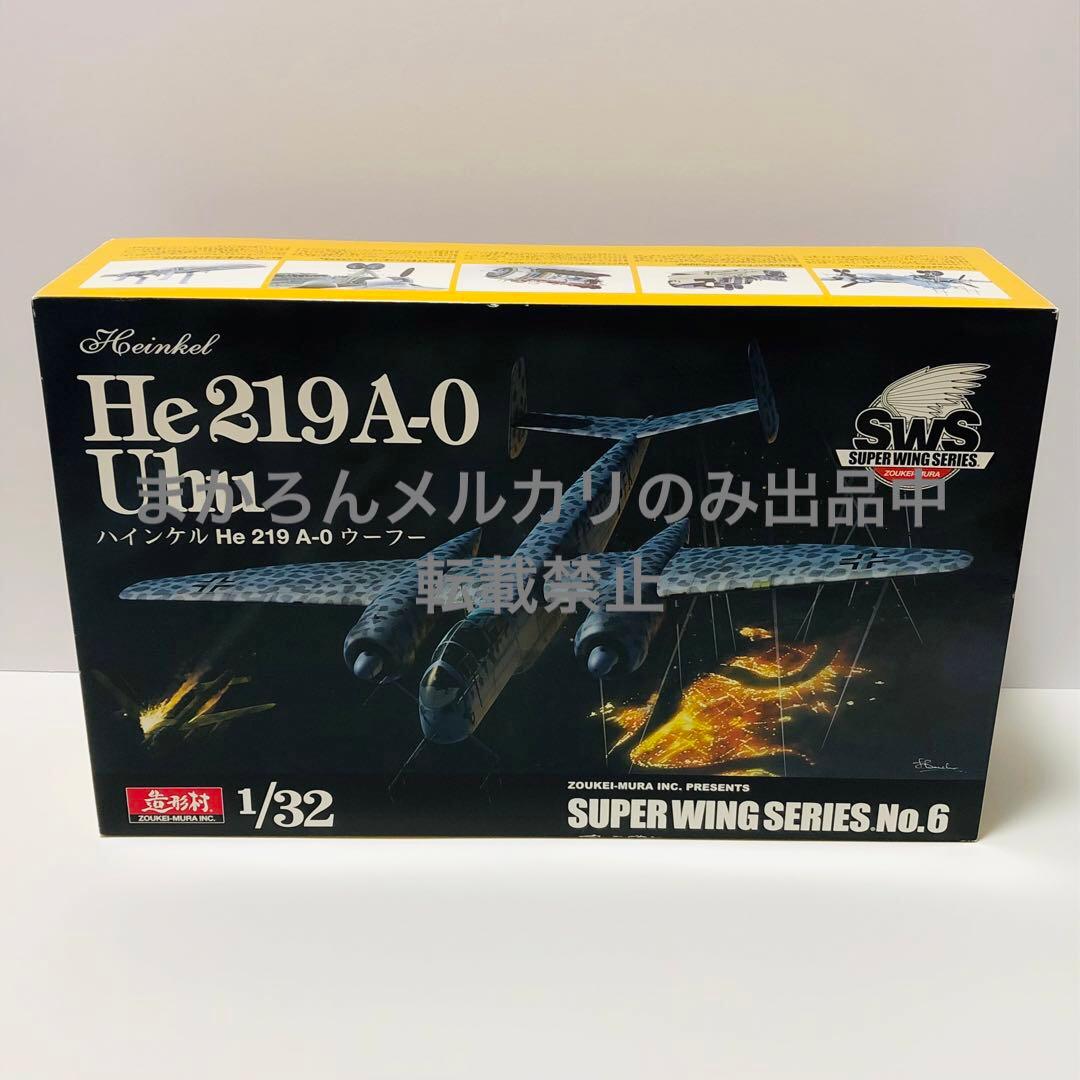 Heinkel
He 219 A-0
Uhu
ハインケル He 219 A-0 ウーフー
SWS
SUPER WING SERIES.
ZOUKEI-MURA
まかろんメルカリのみ出品中
転載禁止
造形村
ZOUKEI-MURA INC.
1/32
ZOUKEI-MURA INC. PRESENTS
SUPER WING SERIES. No.6